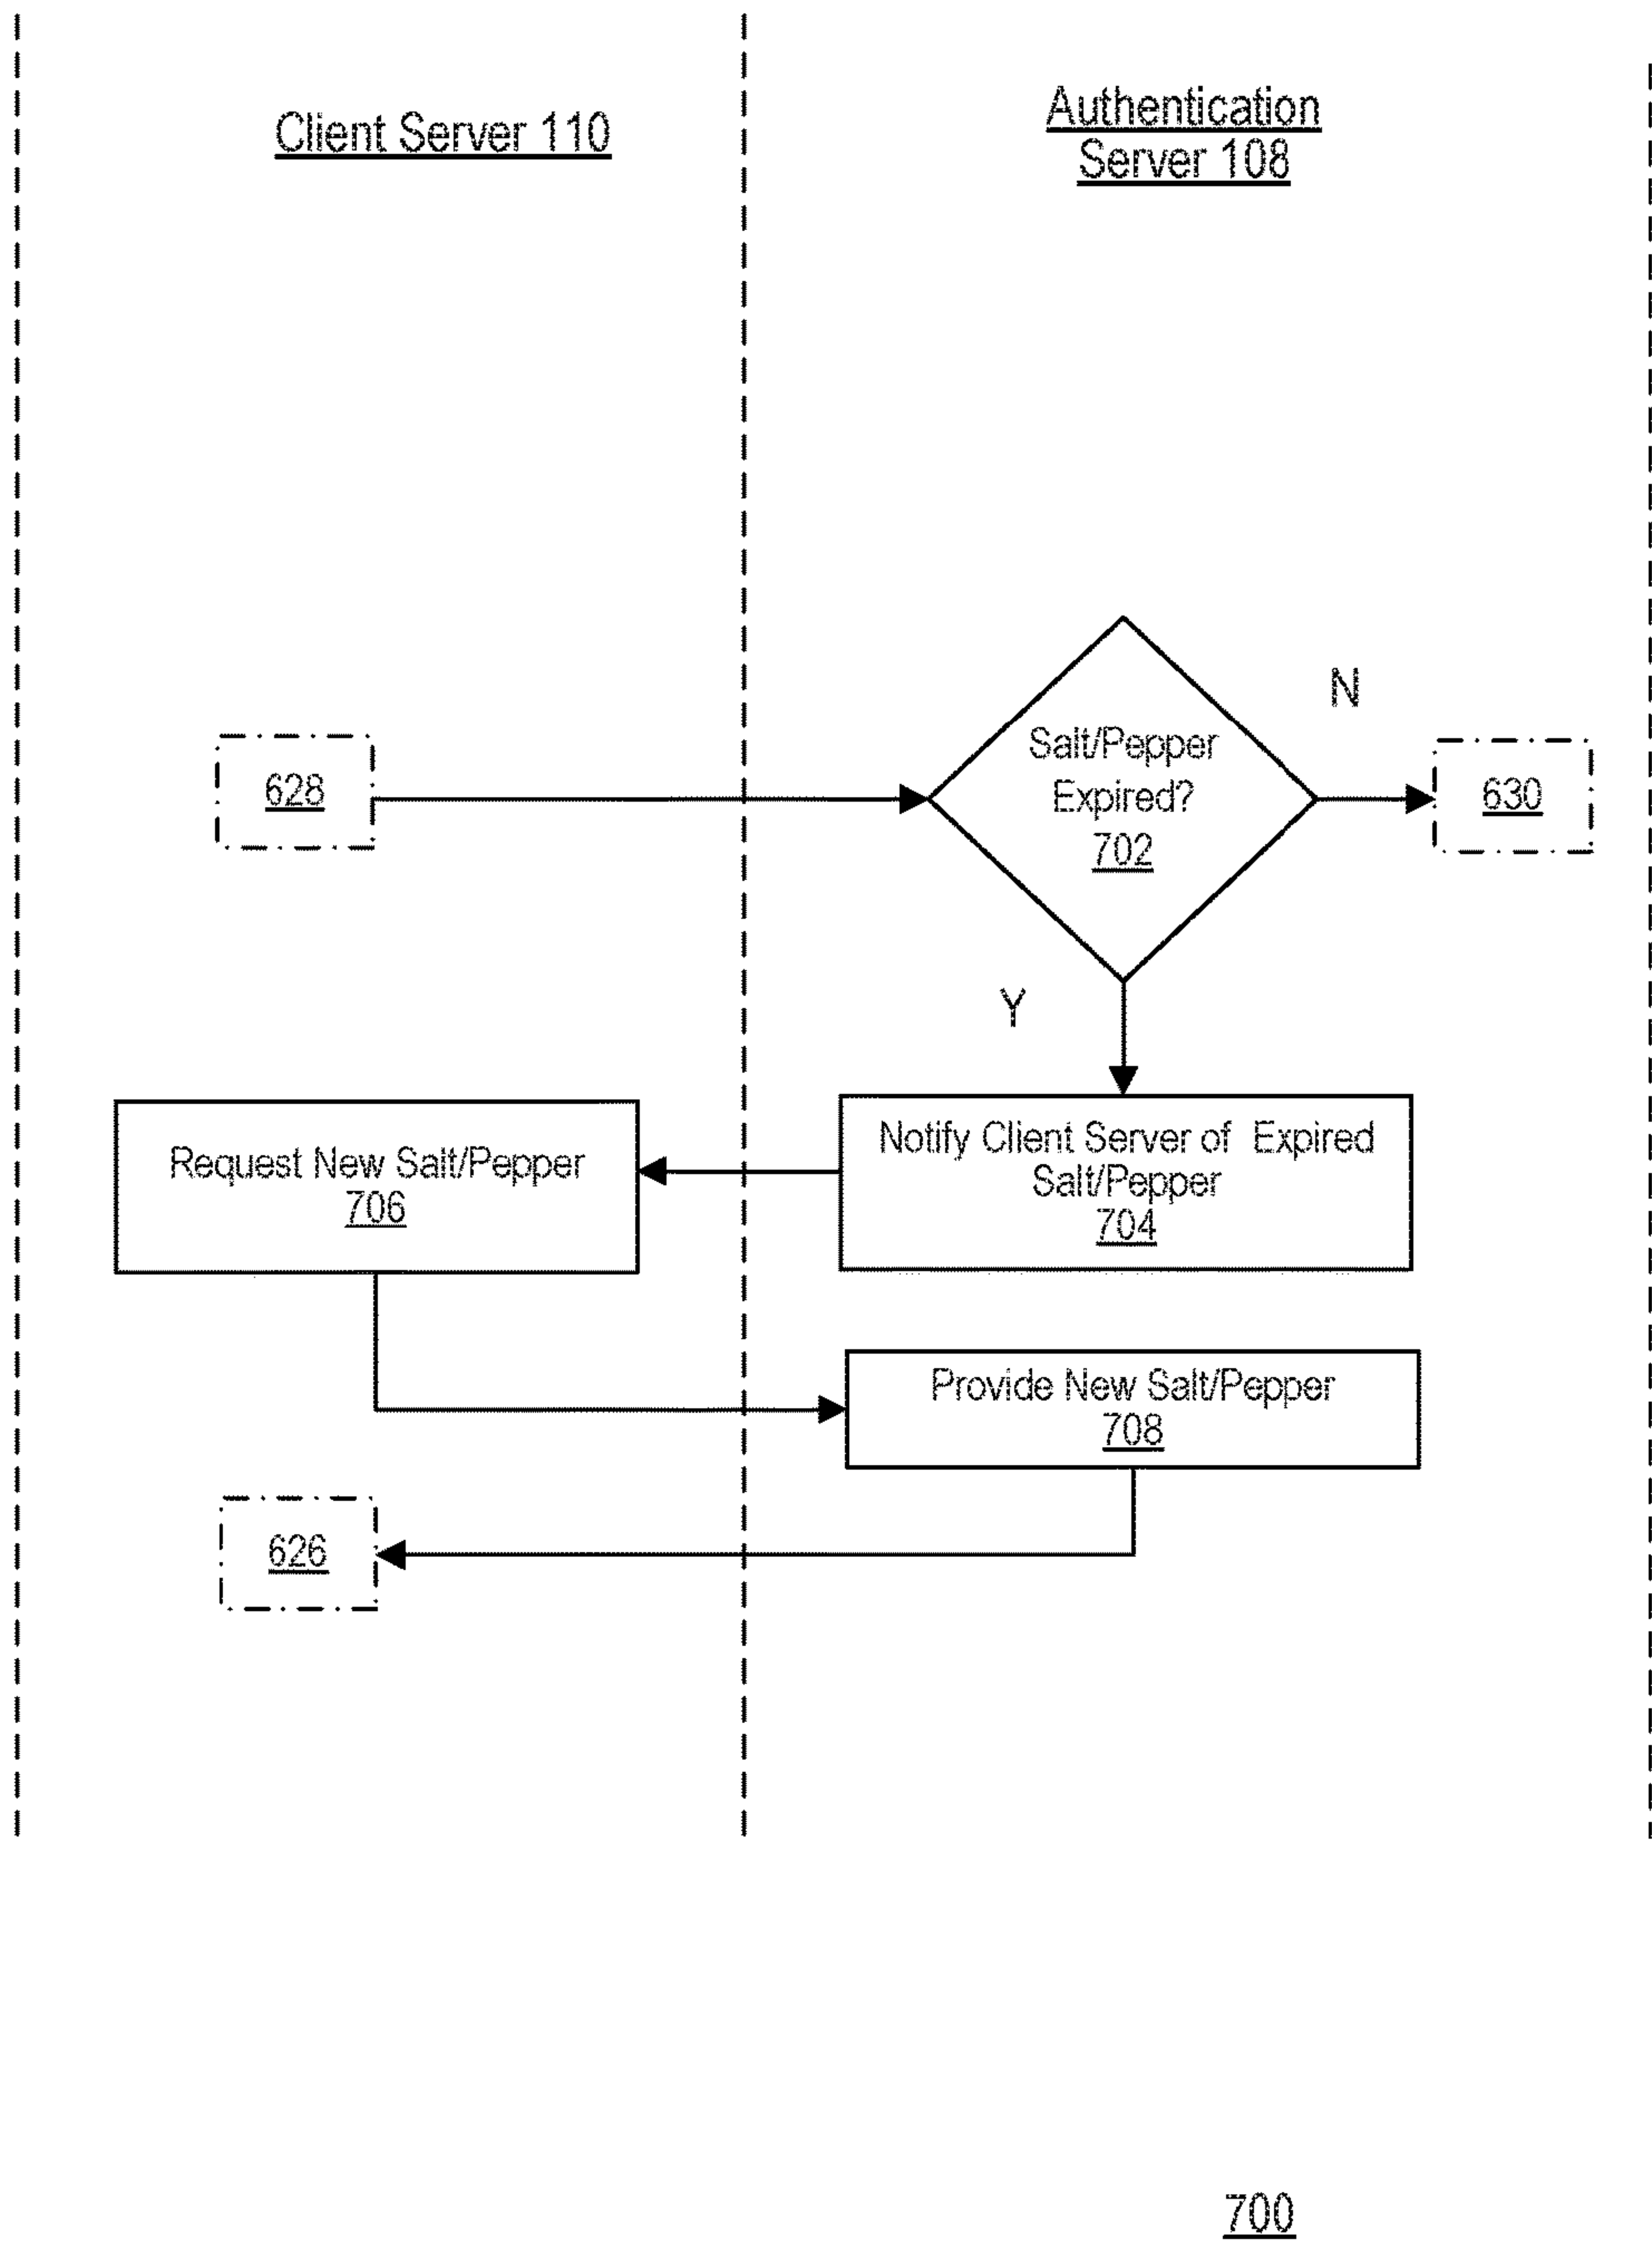 Client Server 110
Authentication
Server 108
Salt/Pepper
Expired?
702
N
628
630
Y
Notify Client Server of Expired
Salt/Pepper
704
Request New Salt/Pepper
706
Provide New Salt/Pepper
708
626
700